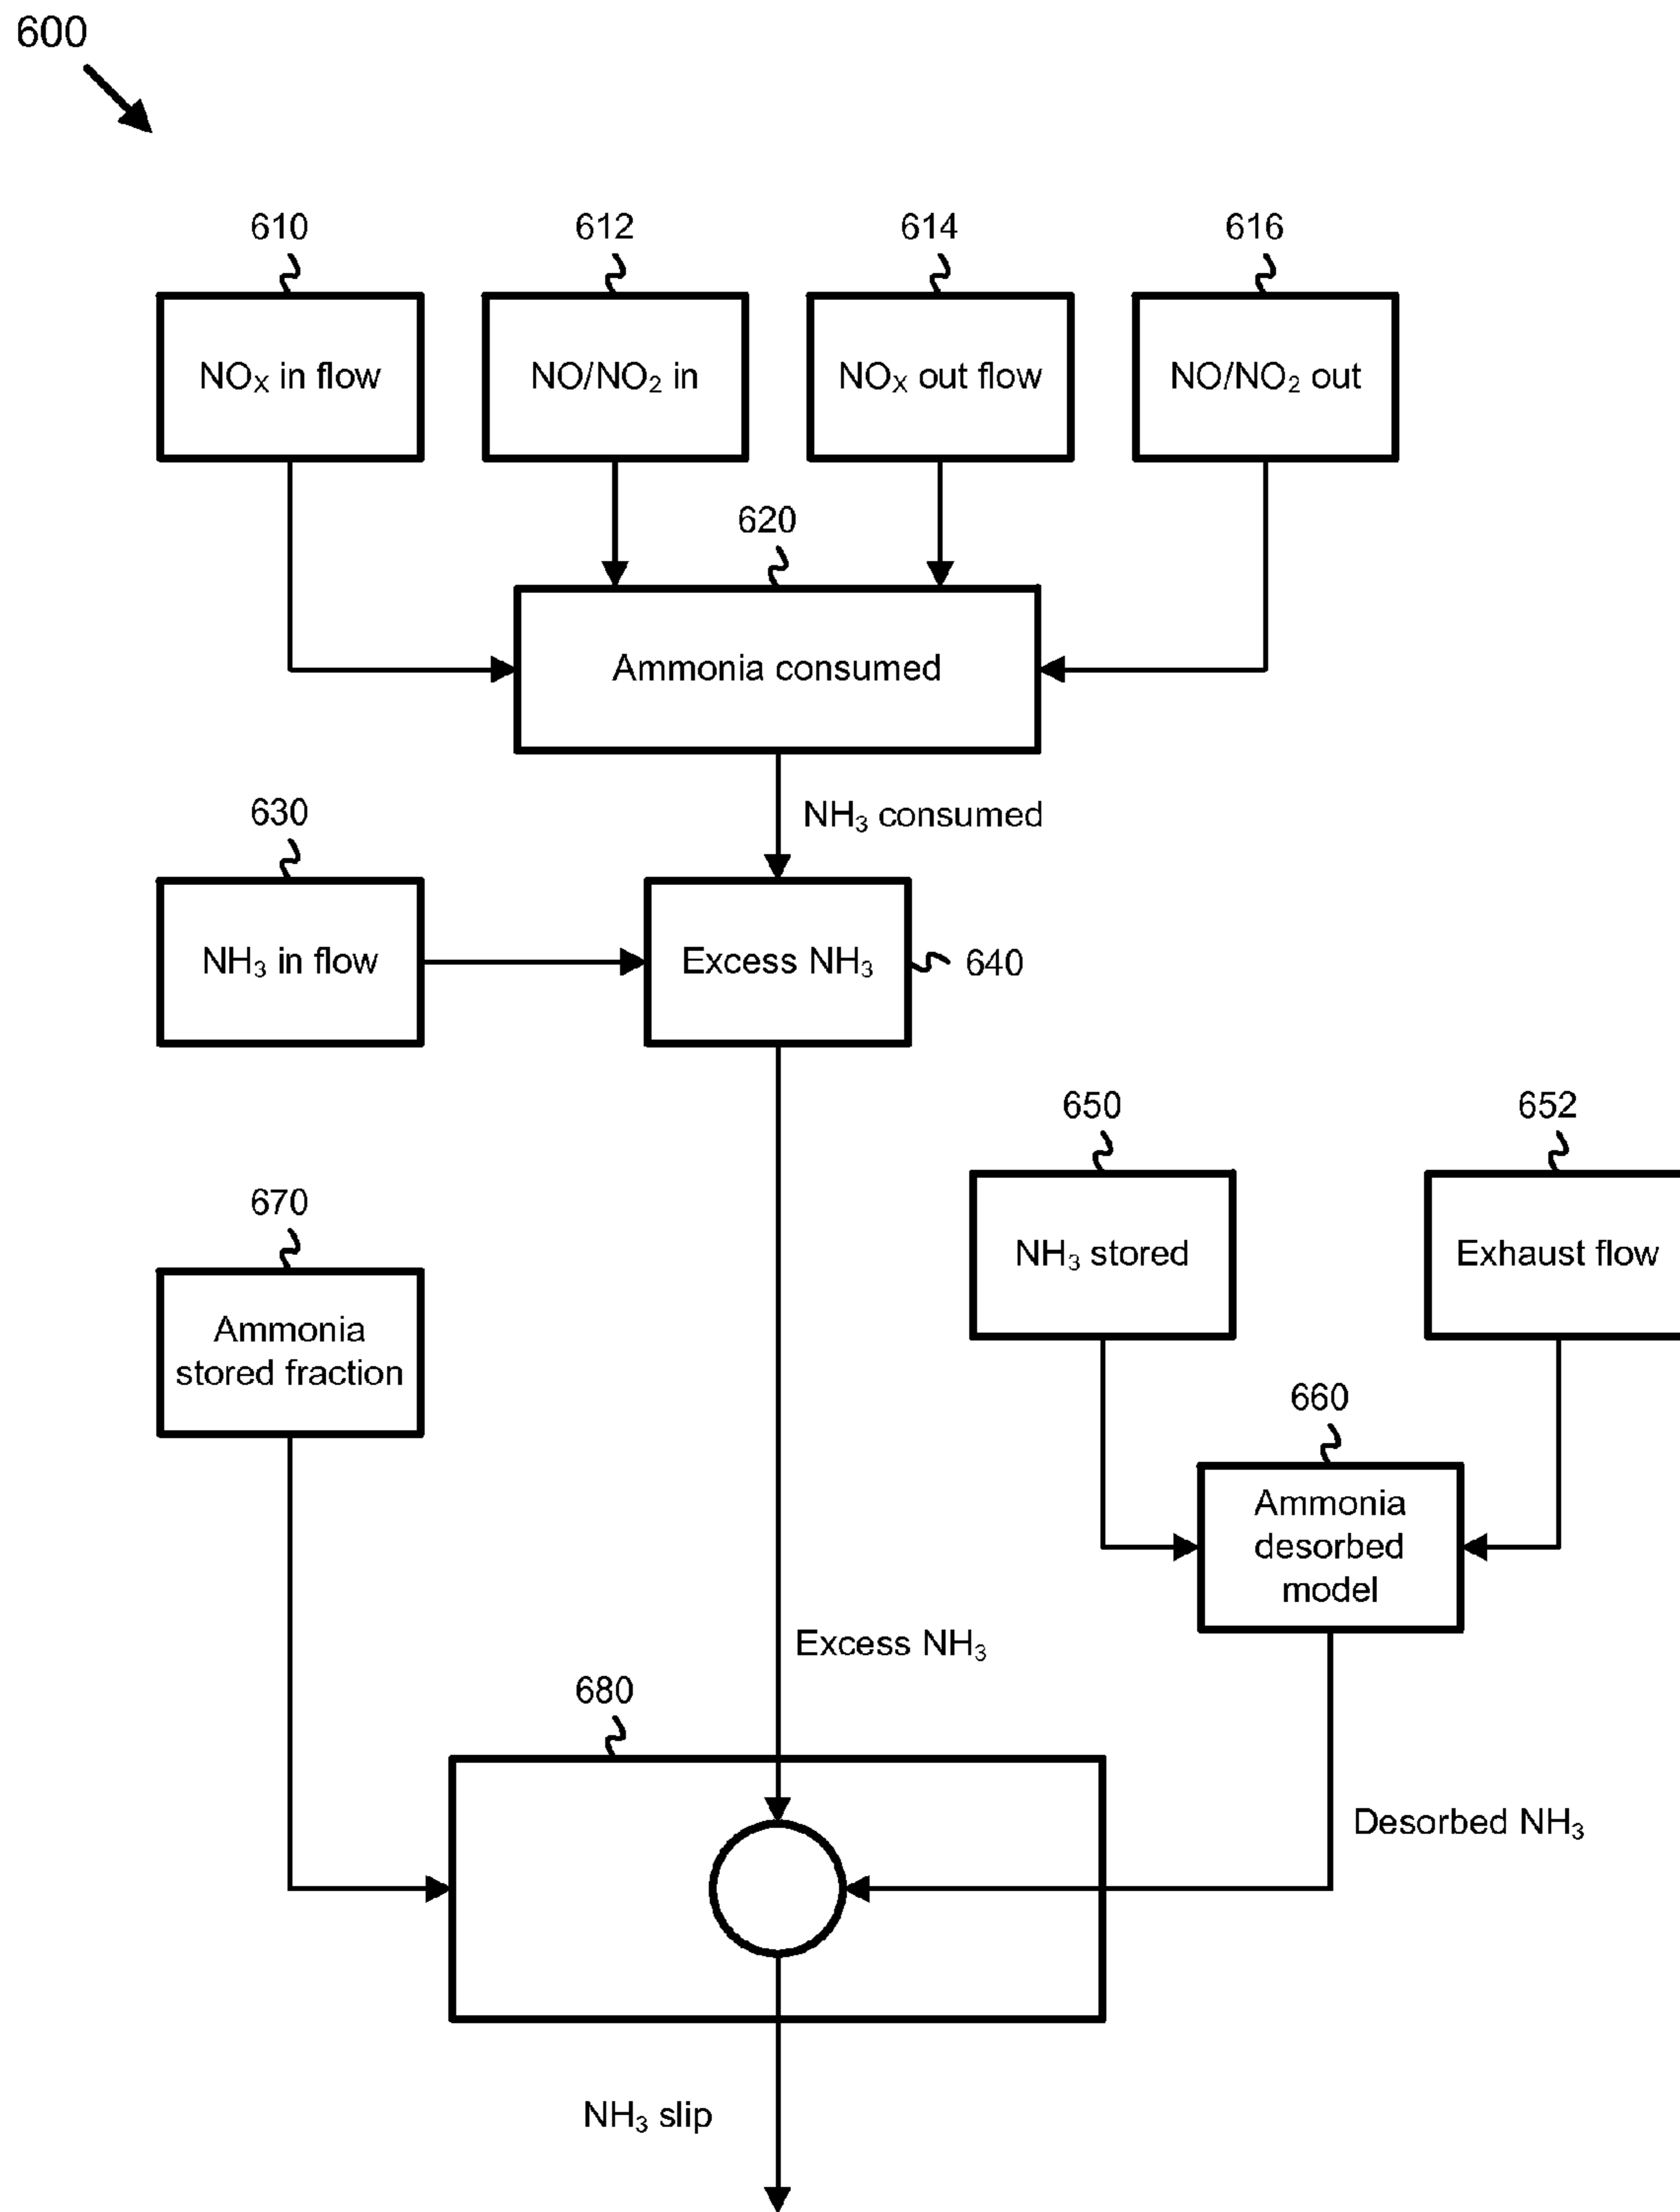 600
610
612
614
616
NOX in flow
NO/NO2 in
NOX out flow
NO/NO2 out
620
Ammonia consumed
NH3 consumed
630
NH3 in flow
Excess NH3
640
650
652
NH3 stored
Exhaust flow
670
Ammonia
stored fraction
660
Ammonia
desorbed
model
Excess NH3
680
Desorbed NH3
NH3 slip